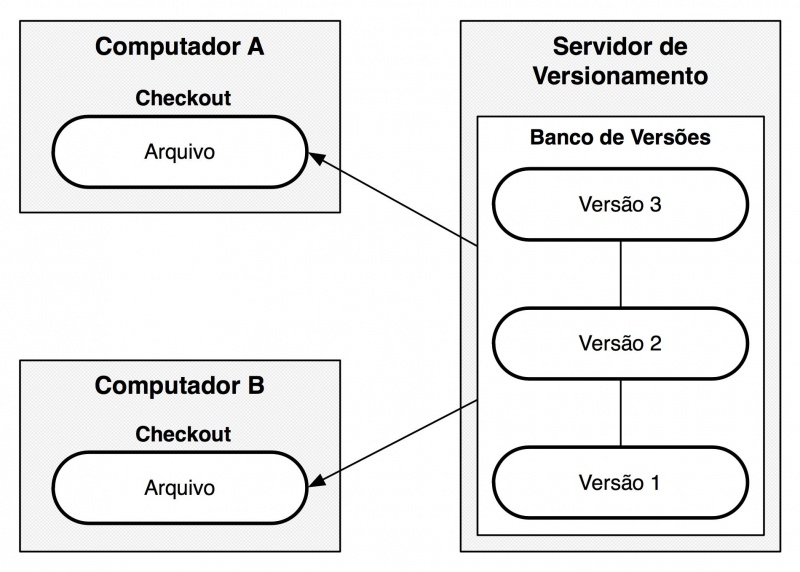 Computador A
Checkout
Arquivo
Computador B
Checkout
Arquivo
Servidor de
Versionamento
Banco de Versões
Versão 3
Versão 2
Versão 1